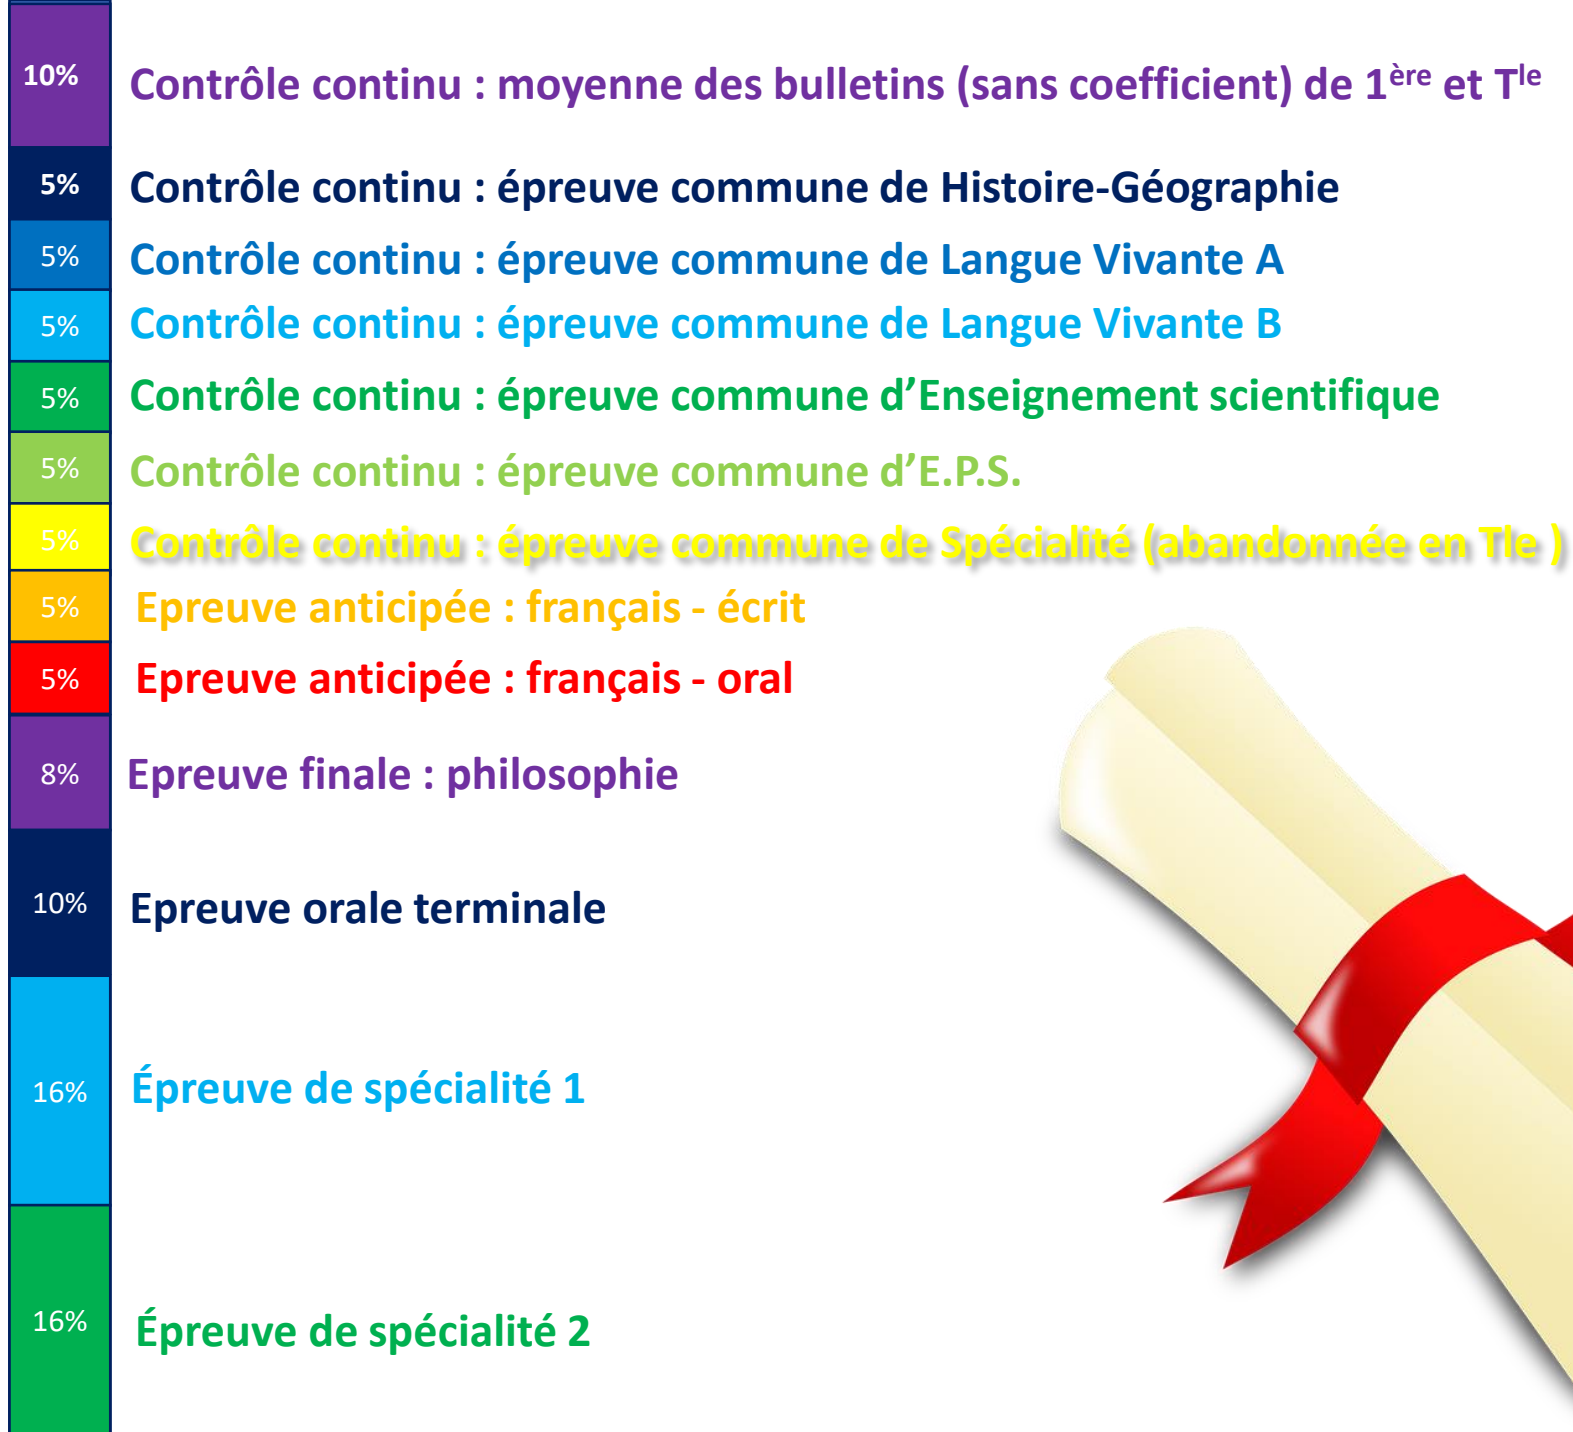 10% Contrôle continu : moyenne des bulletins (sans coefficient) de 1ère et Tle
5% Contrôle continu : épreuve commune de Histoire-Géographie
5% Contrôle continu : épreuve commune de Langue Vivante A
5% Contrôle continu : épreuve commune de Langue Vivante B
5% Contrôle continu : épreuve commune d’Enseignement scientifique
5% Contrôle continu : épreuve commune d’E.P.S.
5% Contrôle continu : épreuve commune de Spécialité (abandonnée en Tle )
5% Epreuve anticipée : français - écrit
5% Epreuve anticipée : français - oral
8% Epreuve finale : philosophie
10% Epreuve orale terminale
16% Épreuve de spécialité 1
16% Épreuve de spécialité 2